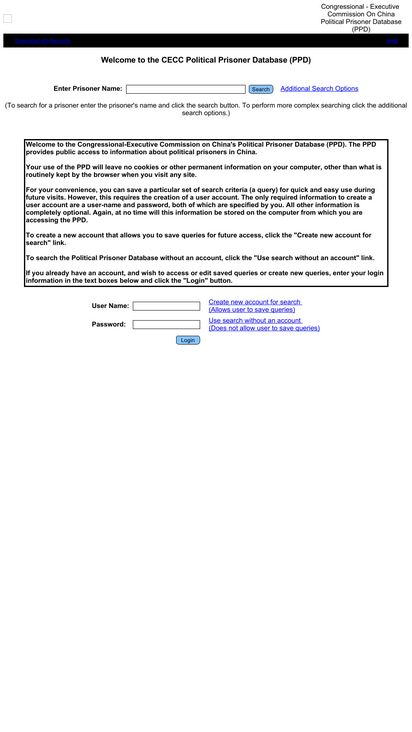 Congressional - Executive
Commission On China
Political Prisoner Database
(PPD)
Welcome to the CECC Political Prisoner Database (PPD)
Enter Prisoner Name: Search Additional Search Options
(To search for a prisoner enter the prisoner's name and click the search button. To perform more complex searching click the additional
search options.)
Welcome to the Congressional-Executive Commission on China's Political Prisoner Database (PPD). The PPD
provides public access to information about political prisoners in China.
Your use of the PPD will leave no cookies or other permanent information on your computer, other than what is
routinely kept by the browser when you visit any site.
For your convenience, you can save a particular set of search criteria (a query) for quick and easy use during
future visits. However, this requires the creation of a user account. The only required information to create a
user account are a user-name and password, both of which are specified by you. All other information is
completely optional. Again, at no time will this information be stored on the computer from which you are
accessing the PPD.
To create a new account that allows you to save queries for future access, click the "Create new account for
search" link.
To search the Political Prisoner Database without an account, click the "Use search without an account" link.
If you already have an account, and wish to access or edit saved queries or create new queries, enter your login
information in the text boxes below and click the "Login" button.
User Name:
Create new account for search
(Allows user to save queries)
Password:
Use search without an account
(Does not allow user to save queries)
Login